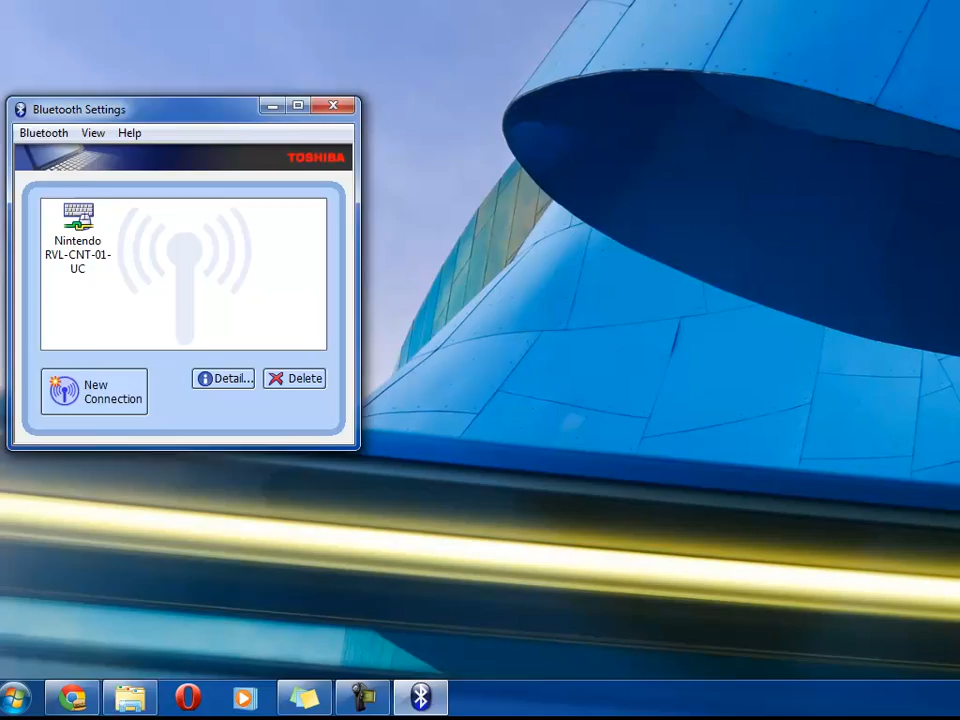 Bluetooth Settings
Bluetooth View Help
TOSHIBA
Nintendo
RVL-CNT-01-
UC
New
Connection
Detail...
Delete